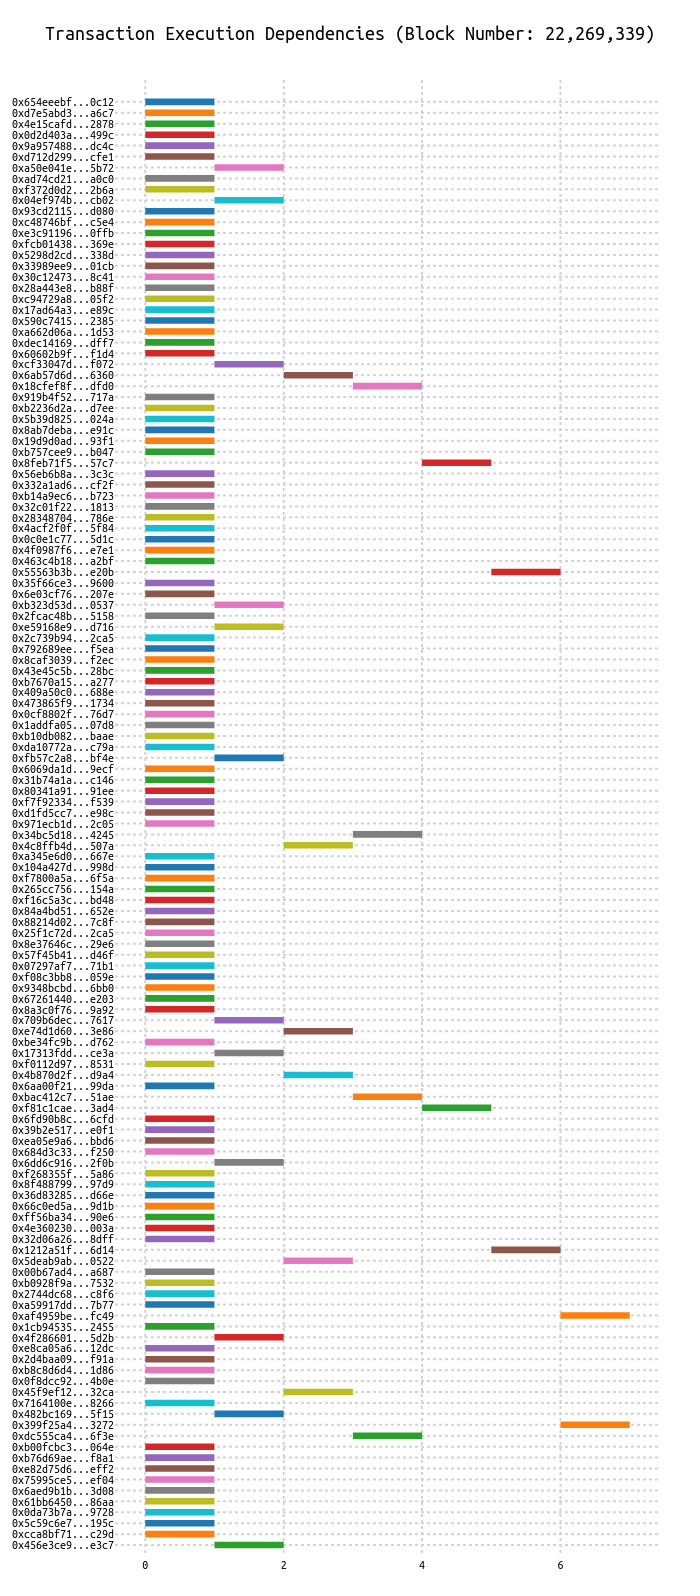 Transaction Execution Dependencies (Block Number: 22,269,339)
0x654eeebf...0c12
0xd7e5abd3...a6c7
0x4e15cafd...2878
0x0d2d403a...499c
0x9a957488...dc4c
0xd712d299...cfe1
0xa50e041e...5b72
0xad74cd21...a0c0
0xf372d0d2...2b6a
0x04ef974b...cb02
0x93cd2115...d080
0xc48746bf...c5e4
0xe3c91196...0ffb
0xfcb01438...369e
0x5298d2cd...338d
0x33989ee9...01cb
0x30c12473...8c41
0x28a443e8...b88f
0xc94729a8...05f2
0x17ad64a3...e89c
0x590c7415...2385
0xa662d06a...1d53
0xdec14169...dff7
0x60602b9f...f1d4
0xcf33047d...f072
0x6ab57d6d...6360
0x18cfef8f...dfd0
0x919b4f52...717a
0xb2236d2a...d7ee
0x5b39d825...024a
0x8ab7deba...e91c
0x19d9d0ad...93f1
0xb757cee9...b047
0x8feb71f5...57c7
0x56eb6b8a...3c3c
0x332a1ad6...cf2f
0xb14a9ec6...b723
0x32c01f22...1813
0x28348704...786e
0x4acf2f0f...5f84
0x0c0e1c77...5d1c
0x4f0987f6...e7e1
0x463c4b18...a2bf
0x55563b3b...e20b
0x35f66ce3...9600
0x6e03cf76...207e
0xb323d53d...0537
0x2fcac48b...5158
0xe59168e9...d716
0x2c739b94...2ca5
0x792689ee...f5ea
0x8caf3039...f2ec
0x43e45c5b...28bc
0xb7670a15...a277
0x409a50c0...688e
0x473865f9...1734
0x0cf8802f...76d7
0x1addfa05...07d8
0xb10db082...baae
0xda10772a...c79a
0xfb57c2a8...bf4e
0x6069da1d...9ecf
0x31b74a1a...c146
0x80341a91...91ee
0xf7f92334...f539
0xd1fd5cc7...e98c
0x971ecb1d...2c05
0x34bc5d18...4245
0x4c8ffb4d...507a
0xa345e6d0...667e
0x104a427d...998d
0xf7800a5a...6f5a
0x265cc756...154a
0xf16c5a3c...bd48
0x84a4bd51...652e
0x88214d02...7c8f
0x25f1c72d...2ca5
0x8e37646c...29e6
0x57f45b41...d46f
0x07297af7...71b1
0xf08c3bb8...059e
0x9348bcbd...6bb0
0x67261440...e203
0x8a3c0f76...9a92
0x709b6dec...7617
0xe74d1d60...3e86
0xbe34fc9b...d762
0x17313fdd...ce3a
0xf0112d97...8531
0x4b870d2f...d9a4
0x6aa00f21...99da
0xbac412c7...51ae
0xf81c1cae...3ad4
0x6fd90b8c...6cfd
0x39b2e517...e0f1
0xea05e9a6...bbd6
0x684d3c33...f250
0x6dd6c916...2f0b
0xf268355f...5a86
0x8f488799...97d9
0x36d83285...d66e
0x66c0ed5a...9d1b
0xff56ba34...90e6
0x4e360230...003a
0x32d06a26...8dff
0x1212a51f...6d14
0x5deab9ab...0522
0x00b67ad4...a687
0xb0928f9a...7532
0x2744dc68...c8f6
0xa59917dd...7b77
0xaf4959be...fc49
0x1cb94535...2455
0x4f286601...5d2b
0xe8ca05a6...12dc
0x2d4baa09...f91a
0xb8c8d6d4...1d86
0x0f8dcc92...4b0e
0x45f9ef12...32ca
0x7164100e...8266
0x482bc169...5f15
0x399f25a4...3272
0xdc555ca4...6f3e
0xb00fcbc3...064e
0xb76d69ae...f8a1
0xe82d75d6...eff2
0x75995ce5...ef04
0x6aed9b1b...3d08
0x61bb6450...86aa
0x0da73b7a...9728
0x5c59c6e7...195c
0xcca8bf71...c29d
0x456e3ce9...e3c7
0 2 4 6